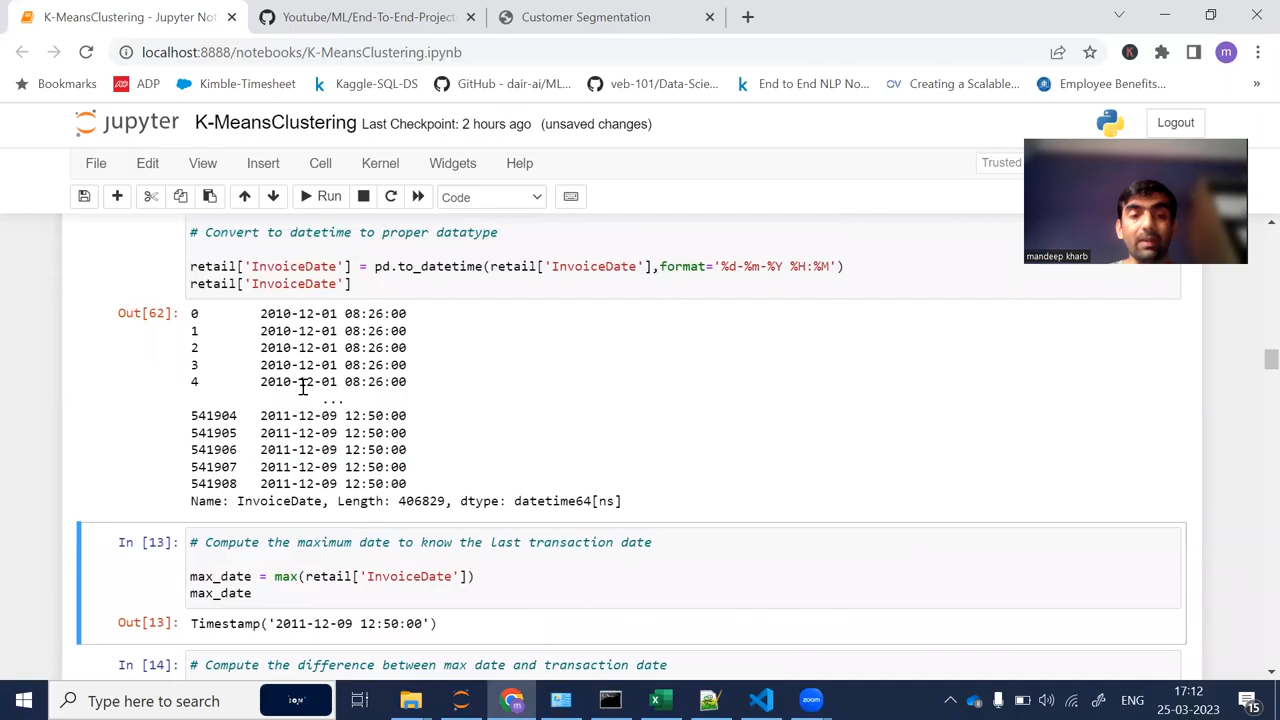 K-MeansClustering - Jupyter Not
Youtube/ML/End-To-End-Projects
Customer Segmentation
localhost:8888/notebooks/K-MeansClustering.ipynb
K
m
Bookmarks
ADP
Kimble-Timesheet
Kaggle-SQL-DS
GitHub - dair-ai/ML...
veb-101/Data-Scie...
End to End NLP No...
Creating a Scalable...
Employee Benefits...
»
jupyter K-MeansClustering Last Checkpoint: 2 hours ago (unsaved changes)
Logout
File Edit View Insert Cell Kernel Widgets Help
Trusted
Run
Code
mandeep kharb
# Convert to datetime to proper datatype
retail['InvoiceDate'] = pd.to_datetime(retail['InvoiceDate'],format='%d-%m-%Y %H:%M')
retail['InvoiceDate']
Out[62]: 0 2010-12-01 08:26:00
1 2010-12-01 08:26:00
2 2010-12-01 08:26:00
3 2010-12-01 08:26:00
4 2010-12-01 08:26:00
...
541904 2011-12-09 12:50:00
541905 2011-12-09 12:50:00
541906 2011-12-09 12:50:00
541907 2011-12-09 12:50:00
541908 2011-12-09 12:50:00
Name: InvoiceDate, Length: 406829, dtype: datetime64[ns]
In [13]: # Compute the maximum date to know the last transaction date
max_date = max(retail['InvoiceDate'])
max_date
Out[13]: Timestamp('2011-12-09 12:50:00')
In [14]: # Compute the difference between max date and transaction date
Type here to search
zoom
ENG
17:12
25-03-2023
15